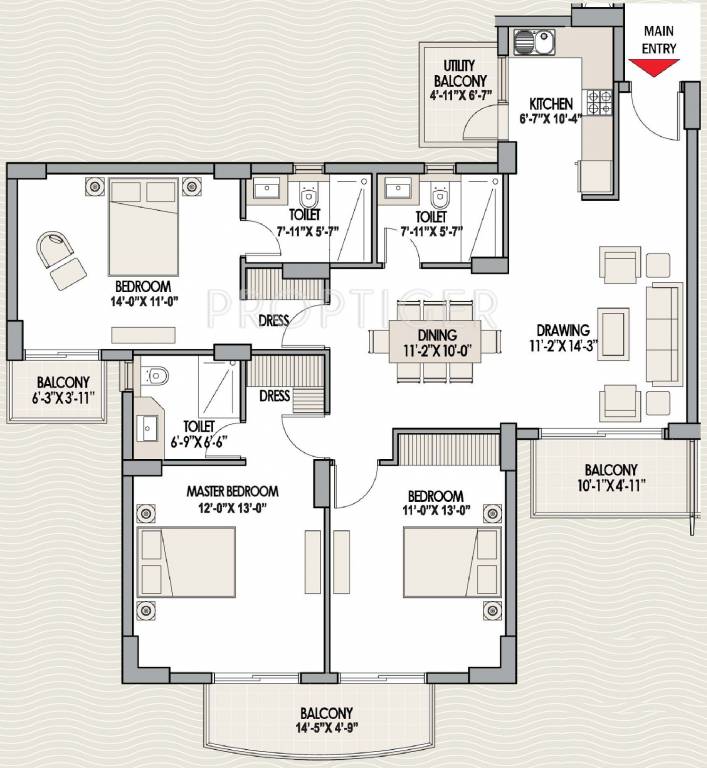 MAIN
ENTRY
UTILITY
BALCONY
4'-11"X 6'-7"
KITCHEN
6'-7"X 10'-4"
TOILET
7'-11"X 5'-7"
TOILET
7'-11"X 5'-7"
BEDROOM
14'-0"X 11'-0"
PROPTIGER
DRESS
DINING
11'-2"X 10'-0"
DRAWING
11'-2"X 14'-3"
BALCONY
6'-3"X 3'-11"
DRESS
TOILET
6'-9"X 6'-6"
MASTER BEDROOM
12'-0"X 13'-0"
BEDROOM
11'-0"X 13'-0"
BALCONY
10'-1"X 4'-11"
BALCONY
14'-5"X 4'-9"